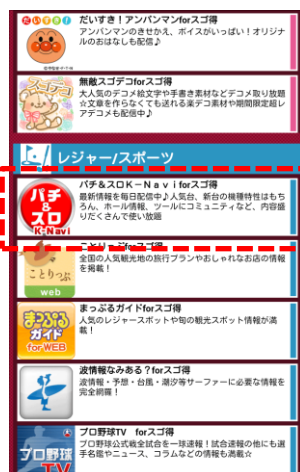 だいすき！アンパンマンforスゴ得
アンパンマンのきせかえ、ボイスがいっぱい！オリジナ
ルのおはなしも配信♪
無敵スゴデコforスゴ得
大人気のデコメ絵文字や手書き素材などデコメ取り放題
☆文章を作らなくても送れる楽デコ素材や期間限定超レ
アデコメも配信中♪
レジャー/スポーツ
パチ&スロ
K-Navi
パチ&スロK－Ｎａｖｉforスゴ得
最新情報を毎日配信中♪人気台、新台の機種特性はもち
ろん、ホール情報、ツールにコミュニティなど、内容盛
りだくさんで使い放題
ことりっぷ
web
ことりっぷforスゴ得
全国の人気観光地の旅行プランやおしゃれなお店の情報
を掲載！
まっぷる
ガイド
for WEB
まっぷるガイドforスゴ得
人気のレジャースポットや旬の観光スポット情報が満
載！
波情報なみある？forスゴ得
波情報・予想・台風・潮汐等サーファーに必要な情報を
完全網羅！
プロ野球
TV
プロ野球TV　forスゴ得
プロ野球公式戦全試合を一球速報！試合速報の他にも選
手名鑑やニュース、コラムなどの情報も満載☆